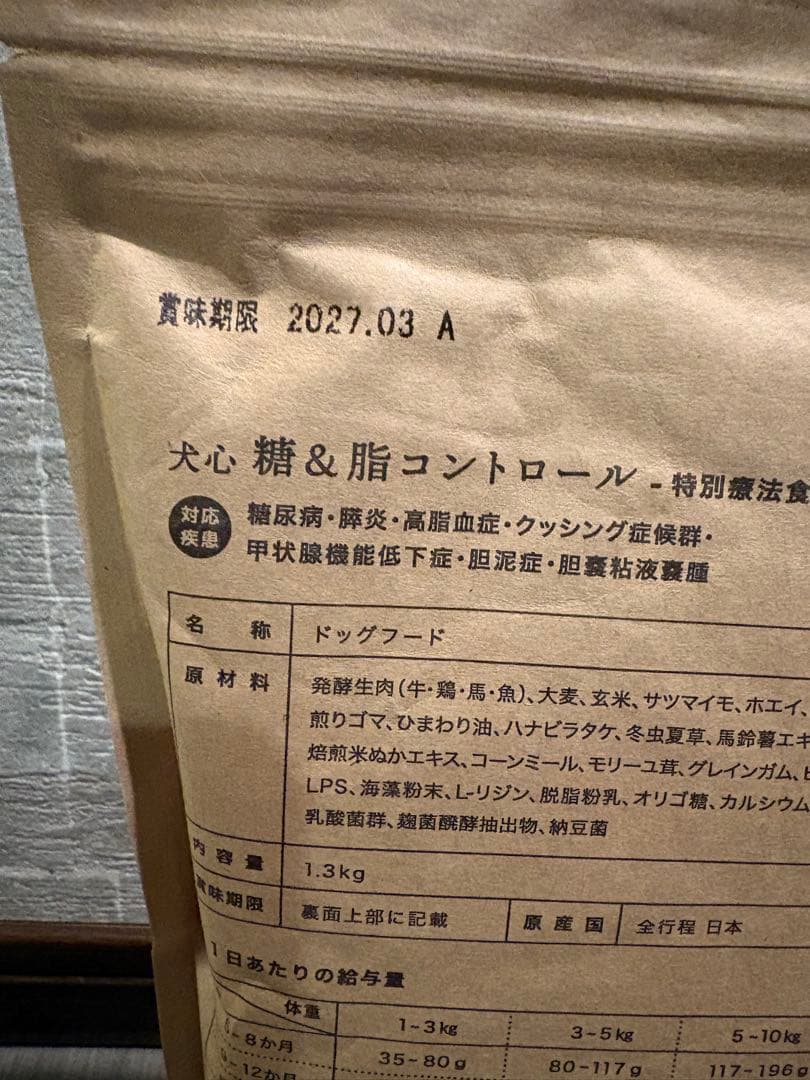 賞味期限 2027.03 A
犬心 糖&脂コントロール -特別療法食
対応疾患 糖尿病・膵炎・高脂血症・クッシング症候群・
甲状腺機能低下症・胆泥症・胆嚢粘液嚢腫
名称 ドッグフード
原材料 発酵生肉(牛・鶏・馬・魚)、大麦、玄米、サツマイモ、ホエイ、
煎りゴマ、ひまわり油、ハナビラタケ、冬虫夏草、馬鈴薯エキ
焙煎米ぬかエキス、コーンミール、モリーユ茸、グレインガム、
LPS、海藻粉末、L-リジン、脱脂粉乳、オリゴ糖、カルシウム
乳酸菌群、麹菌醗酵抽出物、納豆菌
内容量 1.3kg
賞味期限 裏面上部に記載 原産国 全行程 日本
1日あたりの給与量
体重 1~3kg 3~5kg 5~10kg
6~8か月 35~80g 80~117g 117~196g
9~12か月